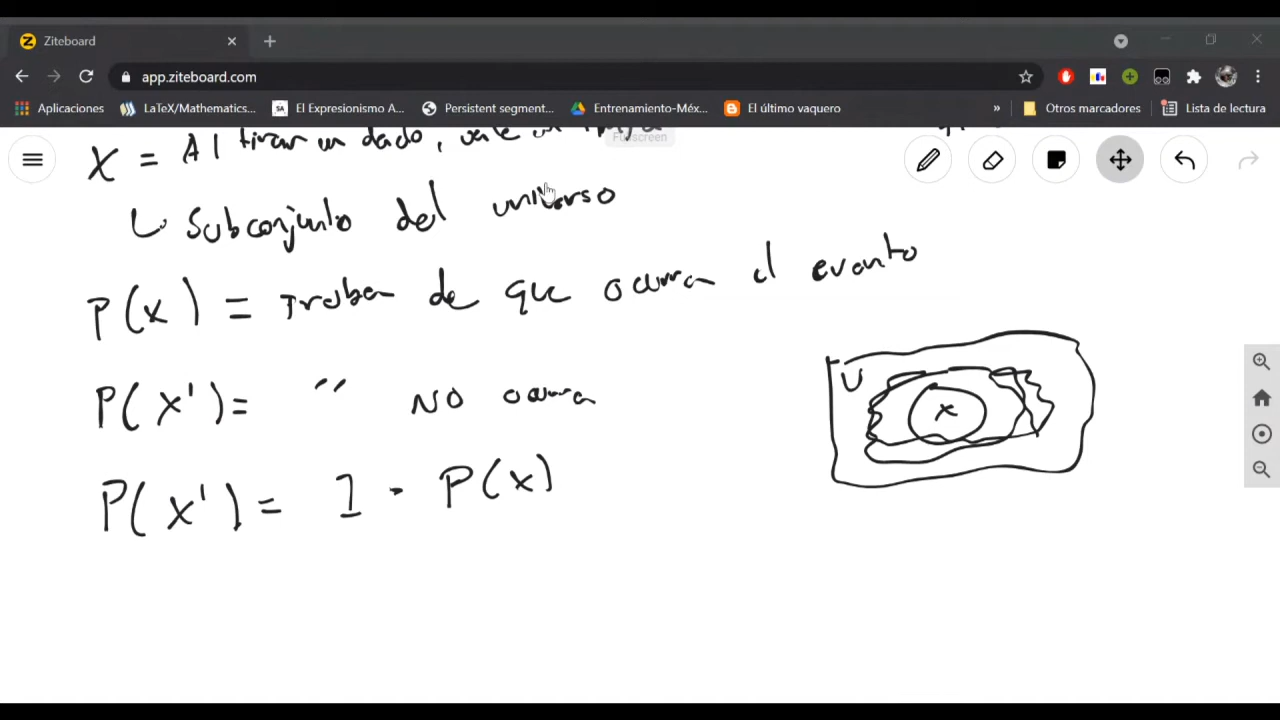 Ziteboard
app.ziteboard.com
Aplicaciones LaTeX/Mathematics... El Expresionismo A... Persistent segment... Entrenamiento-Méx... El último vaquero » Otros marcadores Lista de lectura
X = Al tirar un dado,
Subconjunto del universo
P(x) = Proba de que ocurra el evento
P(x') = " NO ocurra
P(x') = 1 - P(x)
U
x